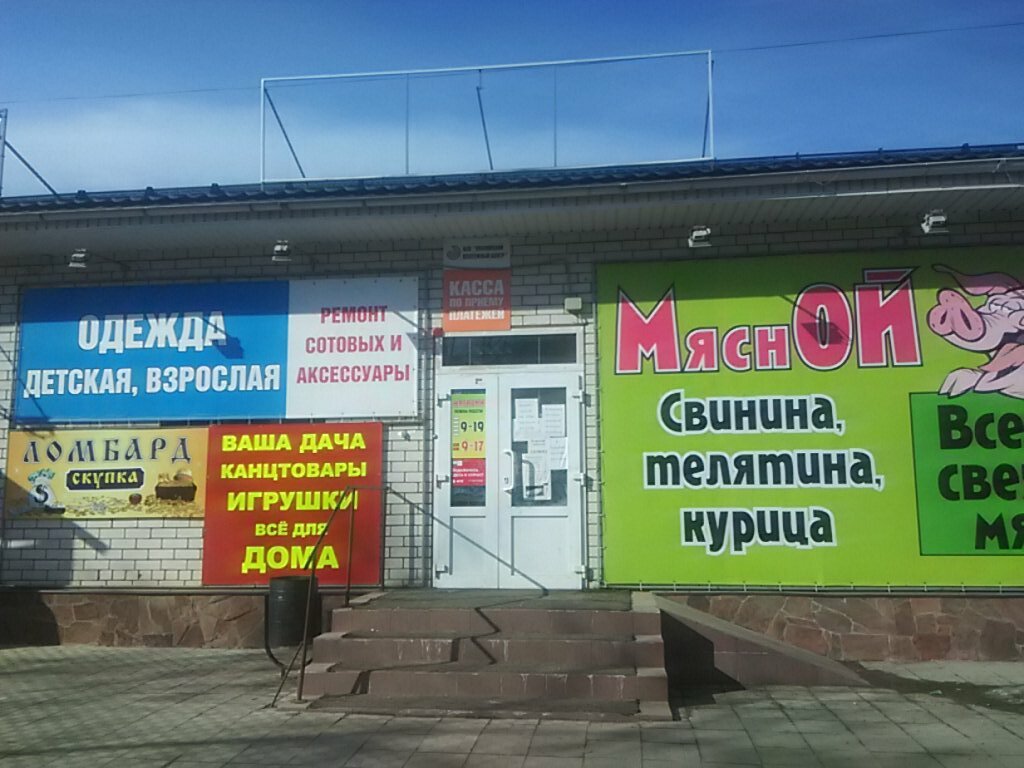 ОДЕЖДА
ДЕТСКАЯ, ВЗРОСЛАЯ
РЕМОНТ
СОТОВЫХ И
АКСЕССУАРЫ
ЛОМБАРД
скупка
ВАША ДАЧА
КАНЦТОВАРЫ
ИГРУШКИ
ВСЁ ДЛЯ
ДОМА
КАССА
ПО ПРИЕМУ
ПЛАТЕЖЕЙ
9-19
9-17
МяснОЙ
Свинина,
телятина,
курица
Все
све
мя